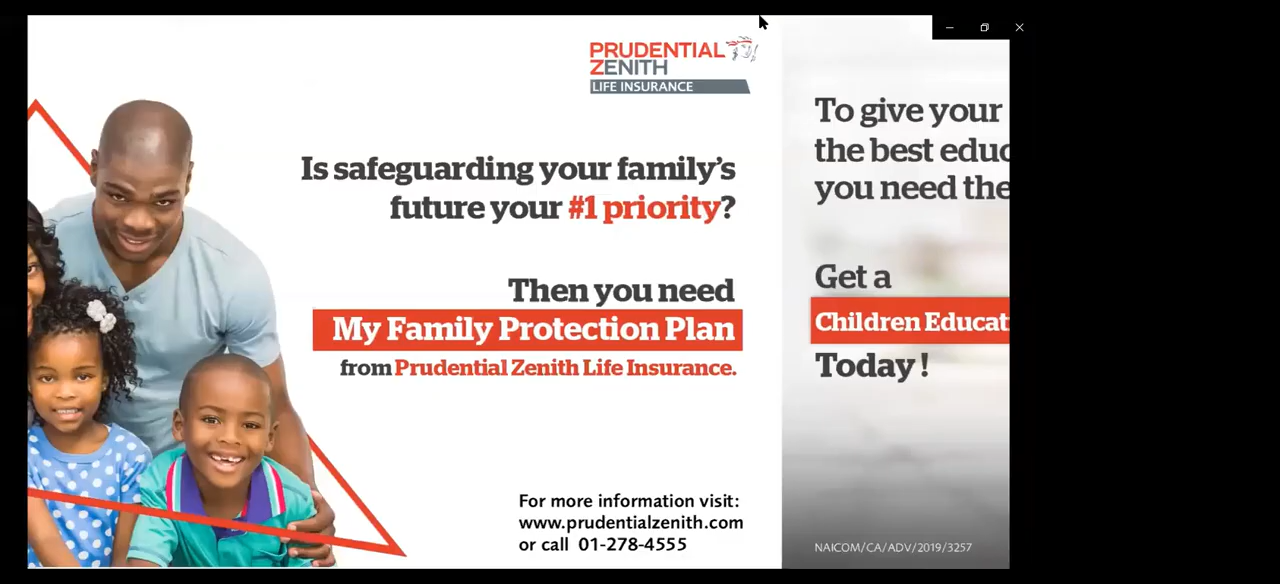 PRUDENTIAL
ZENITH
LIFE INSURANCE
Is safeguarding your family's
future your #1 priority?
Then you need
My Family Protection Plan
from Prudential Zenith Life Insurance.
For more information visit:
www.prudentialzenith.com
or call 01-278-4555
To give your
the best educ
you need the
Get a
Children Educat
Today !
NAICOM/CA/ADV/2019/3257